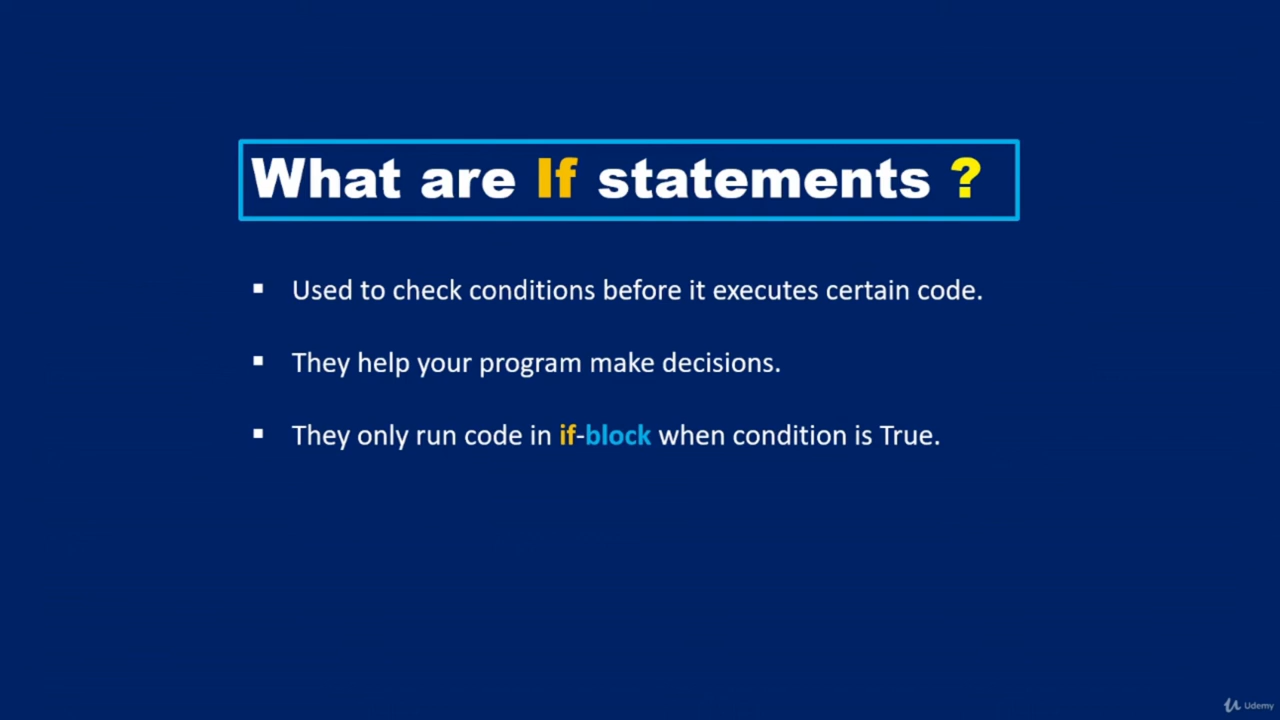 What are If statements ?
▪ Used to check conditions before it executes certain code.
▪ They help your program make decisions.
▪ They only run code in if-block when condition is True.
Udemy